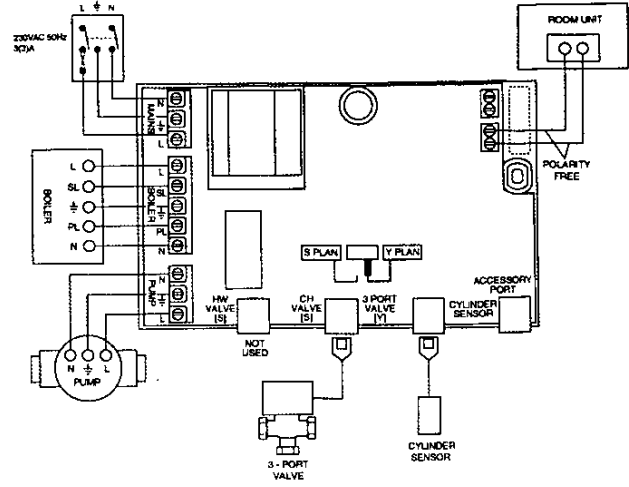 L ⏚ N
230VAC 50Hz
3(2)A
ROOM UNIT
N
⏚
L
MAINS
POLARITY
FREE
BOILER
L
SL
⏚
PL
N
L
SL
⏚
PL
N
BOILER
S PLAN
Y PLAN
N
⏚
L
PUMP
HW
VALVE
[S]
CH
VALVE
[S]
3 PORT
VALVE
[Y]
CYLINDER
SENSOR
ACCESSORY
PORT
NOT
USED
N ⏚ L
PUMP
3 - PORT
VALVE
CYLINDER
SENSOR